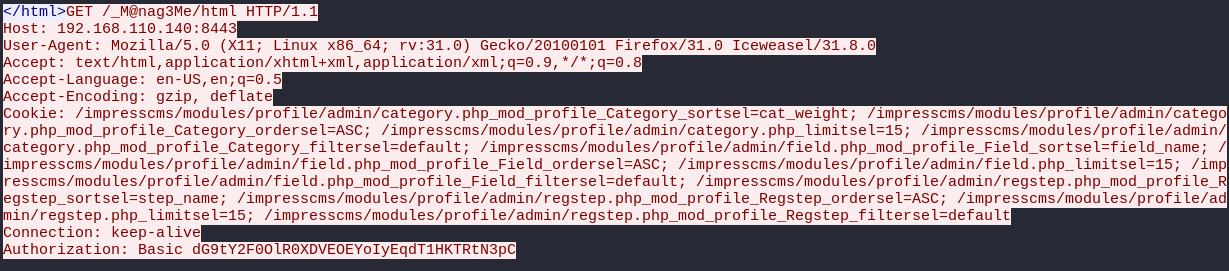 </html>GET /_M@nag3Me/html HTTP/1.1
Host: 192.168.110.140:8443
User-Agent: Mozilla/5.0 (X11; Linux x86_64; rv:31.0) Gecko/20100101 Firefox/31.0 Iceweasel/31.8.0
Accept: text/html,application/xhtml+xml,application/xml;q=0.9,*/*;q=0.8
Accept-Language: en-US,en;q=0.5
Accept-Encoding: gzip, deflate
Cookie: /impresscms/modules/profile/admin/category.php_mod_profile_Category_sortsel=cat_weight; /impresscms/modules/profile/admin/catego
ry.php_mod_profile_Category_ordersel=ASC; /impresscms/modules/profile/admin/category.php_limitsel=15; /impresscms/modules/profile/admin/
category.php_mod_profile_Category_filtersel=default; /impresscms/modules/profile/admin/field.php_mod_profile_Field_sortsel=field_name; /
impresscms/modules/profile/admin/field.php_mod_profile_Field_ordersel=ASC; /impresscms/modules/profile/admin/field.php_limitsel=15; /imp
resscms/modules/profile/admin/field.php_mod_profile_Field_filtersel=default; /impresscms/modules/profile/admin/regstep.php_mod_profile_R
egstep_sortsel=step_name; /impresscms/modules/profile/admin/regstep.php_mod_profile_Regstep_ordersel=ASC; /impresscms/modules/profile/ad
min/regstep.php_limitsel=15; /impresscms/modules/profile/admin/regstep.php_mod_profile_Regstep_filtersel=default
Connection: keep-alive
Authorization: Basic dG9tY2F0OlR0XDVEOEYoIyEqdT1HKTRtN3pC